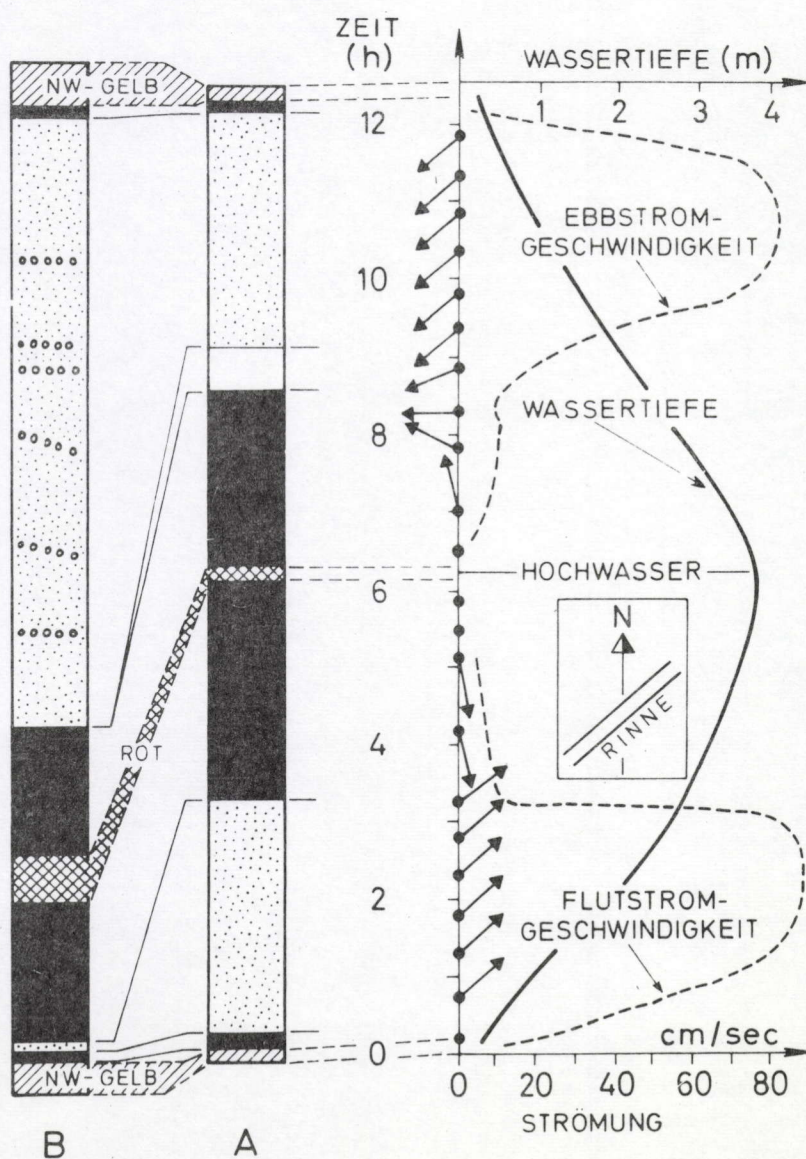 ZEIT
(h)
WASSERTIEFE (m)
1 2 3 4
NW-GELB
12
EBBSTROM-
GESCHWINDIGKEIT
10
WASSERTIEFE
8
HOCHWASSER
6
N
RINNE
ROT
4
2
FLUTSTROM-
GESCHWINDIGKEIT
cm/sec
0
NW-GELB
0 20 40 60 80
STRÖMUNG
B A